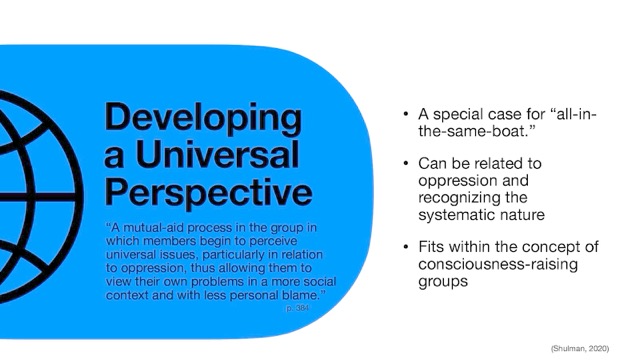 Developing
a Universal
Perspective
“A mutual-aid process in the group in
which members begin to perceive
universal issues, particularly in relation
to oppression, thus allowing them to
view their own problems in a more social
context and with less personal blame.”
p. 364
• A special case for “all-in-
the-same-boat.”
• Can be related to
oppression and
recognizing the
systematic nature
• Fits within the concept of
consciousness-raising
groups
(Shulman, 2020)